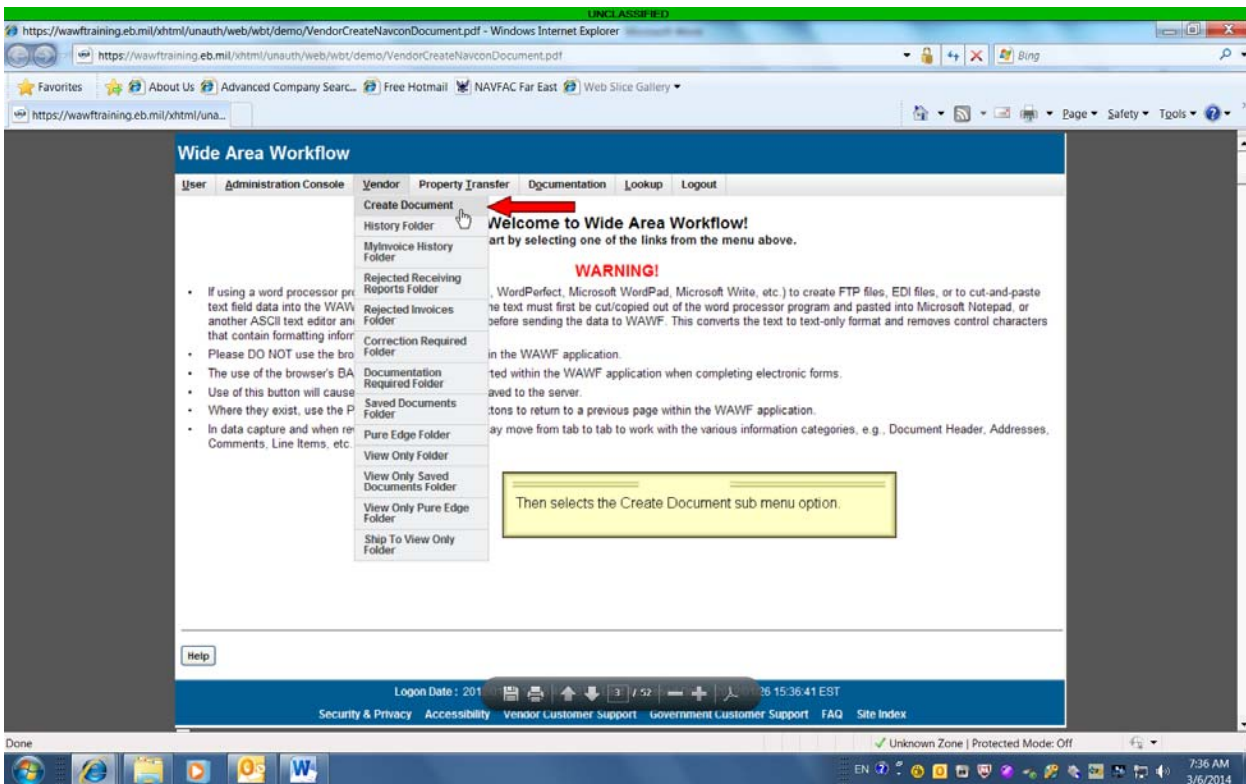 UNCLASSIFIED
https://wawftraining.eb.mil/xhtml/unauth/web/wbt/demo/VendorCreateNavconDocument.pdf - Windows Internet Explorer
https://wawftraining.eb.mil/xhtml/unauth/web/wbt/demo/VendorCreateNavconDocument.pdf
Bing
Favorites About Us Advanced Company Searc... Free Hotmail NAVFAC Far East Web Slice Gallery
https://wawftraining.eb.mil/xhtml/una...
Page Safety Tools
Wide Area Workflow
User Administration Console Vendor Property Transfer Documentation Lookup Logout
Create Document
History Folder
MyInvoice History
Folder
Rejected Receiving
Reports Folder
Rejected Invoices
Folder
Correction Required
Folder
Documentation
Required Folder
Saved Documents
Folder
Pure Edge Folder
View Only Folder
View Only Saved
Documents Folder
View Only Pure Edge
Folder
Ship To View Only
Folder
Welcome to Wide Area Workflow!
art by selecting one of the links from the menu above.
WARNING!
If using a word processor pr , WordPerfect, Microsoft WordPad, Microsoft Write, etc.) to create FTP files, EDI files, or to cut-and-paste
text field data into the WAW he text must first be cut/copied out of the word processor program and pasted into Microsoft Notepad, or
another ASCII text editor an before sending the data to WAWF. This converts the text to text-only format and removes control characters
that contain formatting inform
Please DO NOT use the bro in the WAWF application.
The use of the browser's BA rted within the WAWF application when completing electronic forms.
Use of this button will cause aved to the server.
Where they exist, use the P tons to return to a previous page within the WAWF application.
In data capture and when re ay move from tab to tab to work with the various information categories, e.g., Document Header, Addresses,
Comments, Line Items, etc.
Then selects the Create Document sub menu option.
Help
Logon Date : 201 3 / 52 26 15:36:41 EST
Security & Privacy Accessibility Vendor Customer Support Government Customer Support FAQ Site Index
Done
Unknown Zone | Protected Mode: Off
EN
7:36 AM
3/6/2014